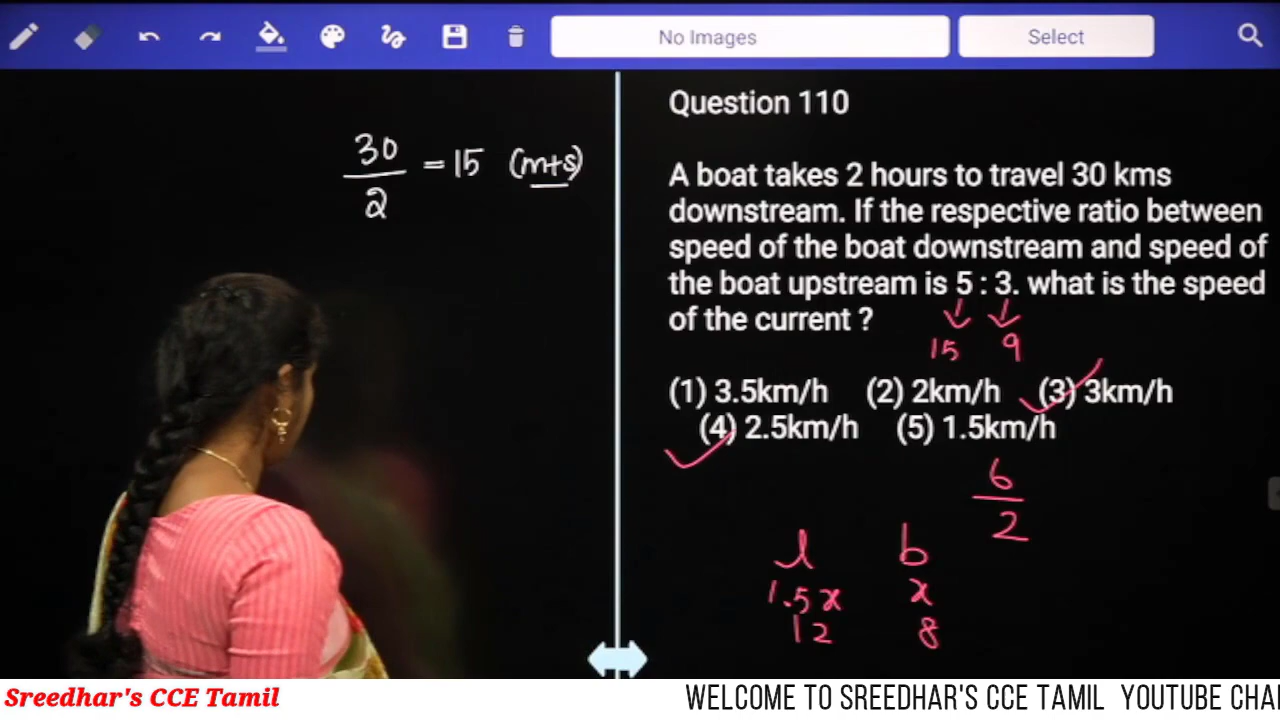 No Images
Select
30
2
= 15 (m+s)
Question 110
A boat takes 2 hours to travel 30 kms
downstream. If the respective ratio between
speed of the boat downstream and speed of
the boat upstream is 5 : 3. what is the speed
of the current ?
15 9
(1) 3.5km/h (2) 2km/h (3) 3km/h
(4) 2.5km/h (5) 1.5km/h
6
2
l b
1.5x x
12 8
Sreedhar's CCE Tamil
WELCOME TO SREEDHAR'S CCE TAMIL YOUTUBE CHA